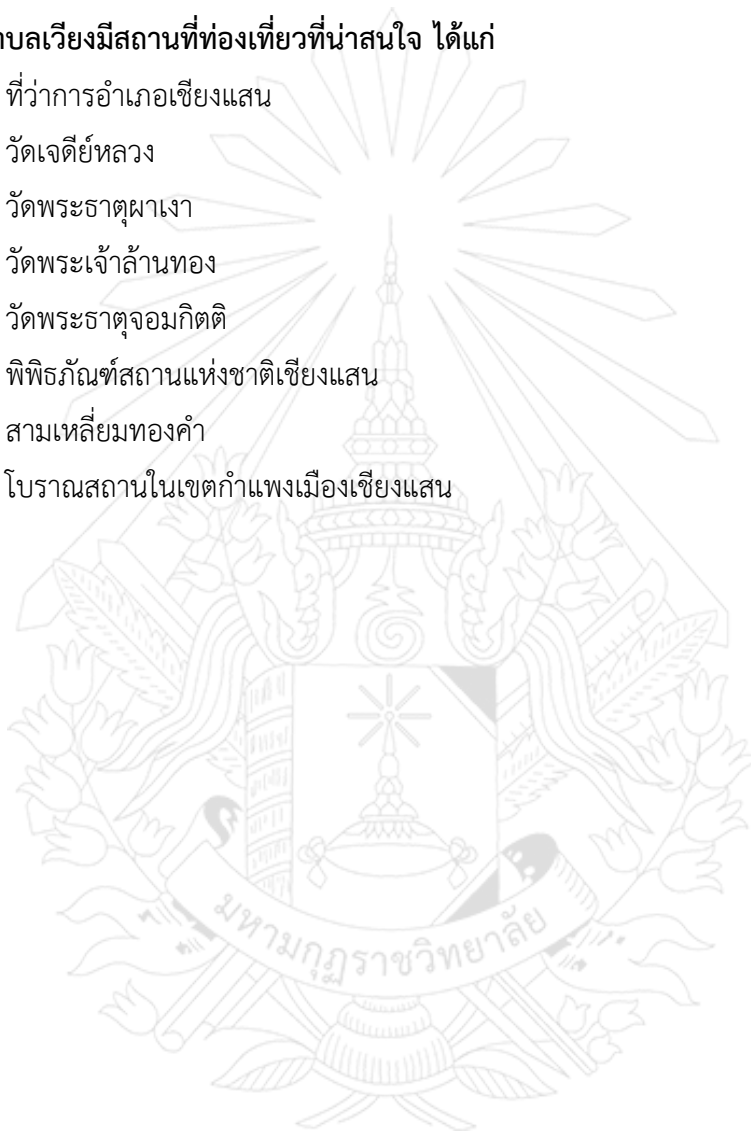 ำบลเวียงมีสถานที่ท่องเที่ยวที่น่าสนใจ ได้แก่
ที่ว่าการอำเภอเชียงแสน
วัดเจดีย์หลวง
วัดพระธาตุผาเงา
วัดพระเจ้าล้านทอง
วัดพระธาตุจอมกิตติ
พิพิธภัณฑ์สถานแห่งชาติเชียงแสน
สามเหลี่ยมทองคำ
โบราณสถานในเขตกำแพงเมืองเชียงแสน
มหามกุฏราชวิทยาลัย